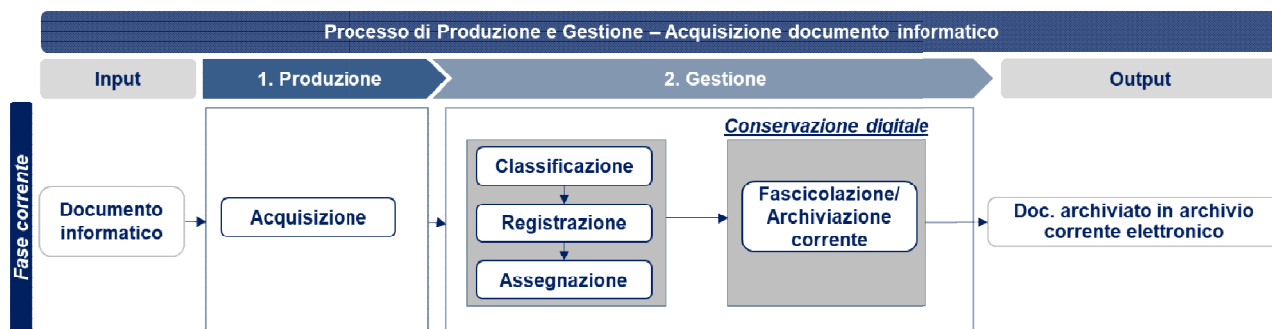 Processo di Produzione e Gestione – Acquisizione documento informatico
Input
1. Produzione
2. Gestione
Output
Fase corrente
Documento
informatico
Acquisizione
Classificazione
Registrazione
Assegnazione
Conservazione digitale
Fascicolazione/
Archiviazione
corrente
Doc. archiviato in archivio
corrente elettronico